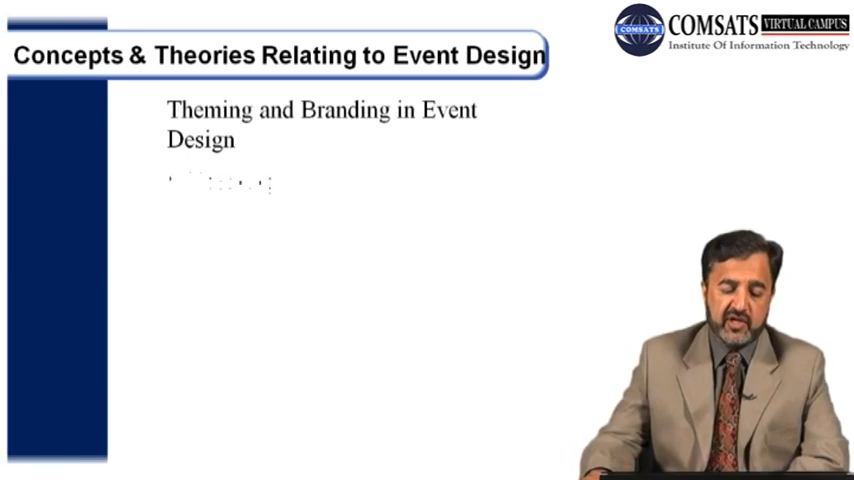 COMSATS VIRTUAL CAMPUS
Institute Of Information Technology
COMSATS
Concepts & Theories Relating to Event Design
Theming and Branding in Event
Design